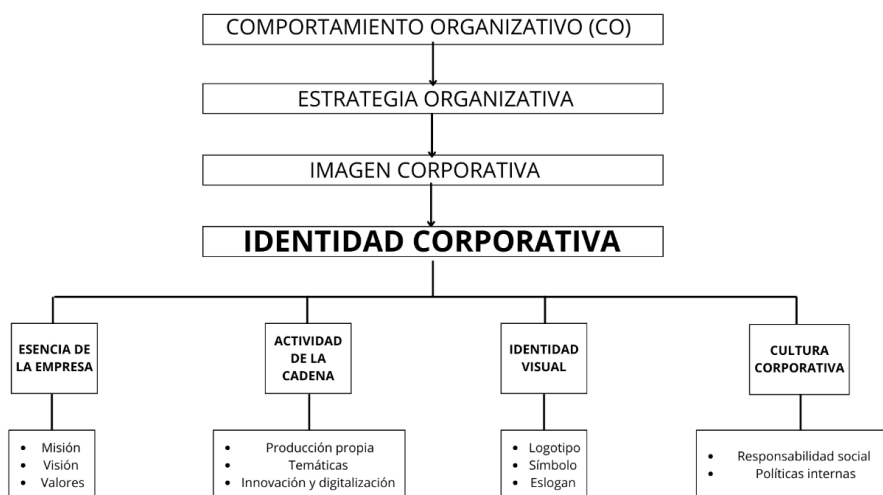 COMPORTAMIENTO ORGANIZATIVO (CO)
ESTRATEGIA ORGANIZATIVA
IMAGEN CORPORATIVA
IDENTIDAD CORPORATIVA
ESENCIA DE
LA EMPRESA
ACTIVIDAD
DE LA
CADENA
IDENTIDAD
VISUAL
CULTURA
CORPORATIVA
• Misión
• Visión
• Valores
• Producción propia
• Temáticas
• Innovación y digitalización
• Logotipo
• Símbolo
• Eslogan
• Responsabilidad social
• Políticas internas